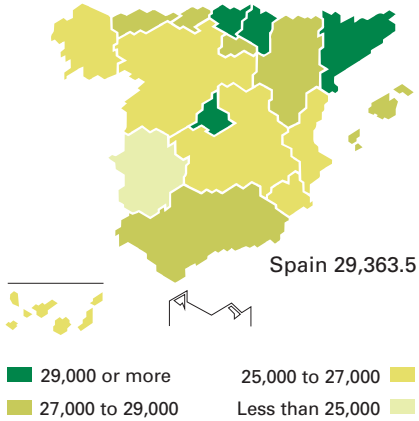 Spain 29,363.5
29,000 or more
25,000 to 27,000
27,000 to 29,000
Less than 25,000